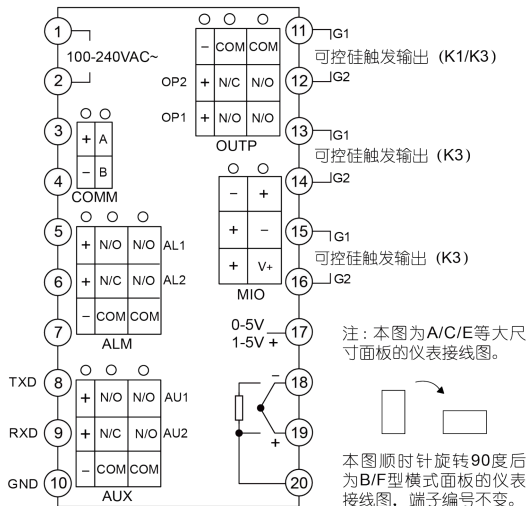 1
100-240VAC~
2
3
+ A
− B
4
COMM
5
+ N/O N/O AL1
6
+ N/C N/O AL2
− COM COM
7
ALM
TXD 8
+ N/O N/O AU1
RXD 9
+ N/C N/O AU2
− COM COM
GND 10
AUX
− COM COM
OP2 + N/C N/O
OP1 + N/O N/O
OUTP
− +
+ −
+ V+
MIO
0-5V
1-5V +
11 G1
可控硅触发输出 (K1/K3)
12 G2
13 G1
可控硅触发输出 (K3)
14 G2
15 G1
可控硅触发输出 (K3)
16 G2
17
− 18
+ 19
20
注:本图为A/C/E等大尺
寸面板的仪表接线图。
本图顺时针旋转90度后
为B/F型横式面板的仪表
接线图,端子编号不变。